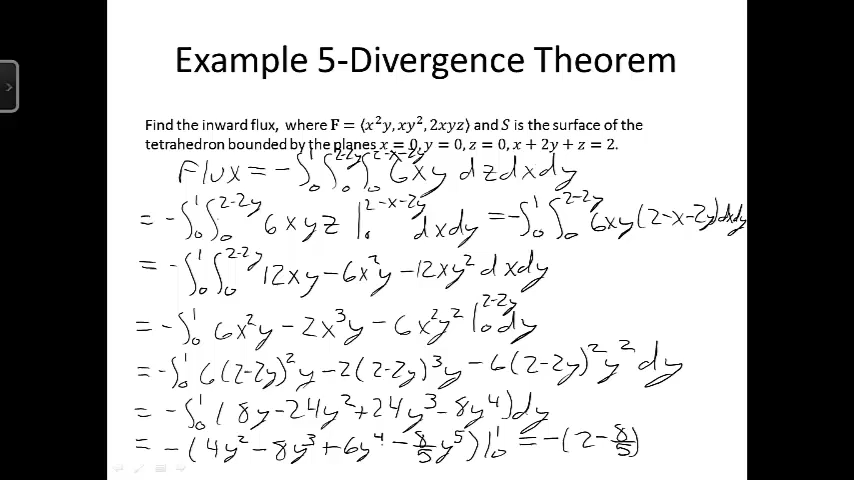 Example 5-Divergence Theorem
Find the inward flux, where F = ⟨x²y, xy², 2xyz⟩ and S is the surface of the
tetrahedron bounded by the planes x = 0, y = 0, z = 0, x + 2y + z = 2.
Flux = -∫₀¹ ∫₀^(2-2y) ∫₀^(2-x-2y) 6xy dzdxdy
= -∫₀¹ ∫₀^(2-2y) 6xyz |₀^(2-x-2y) dxdy = -∫₀¹ ∫₀^(2-2y) 6xy(2-x-2y)dxdy
= -∫₀¹ ∫₀^(2-2y) 12xy - 6x²y - 12xy² dxdy
= -∫₀¹ 6x²y - 2x³y - 6x²y² |₀^(2-2y) dy
= -∫₀¹ 6(2-2y)²y - 2(2-2y)³y - 6(2-2y)²y² dy
= -∫₀¹ (8y - 24y² + 24y³ - 8y⁴)dy
= -(4y² - 8y³ + 6y⁴ - 8/5 y⁵)|₀¹ = -(2 - 8/5)